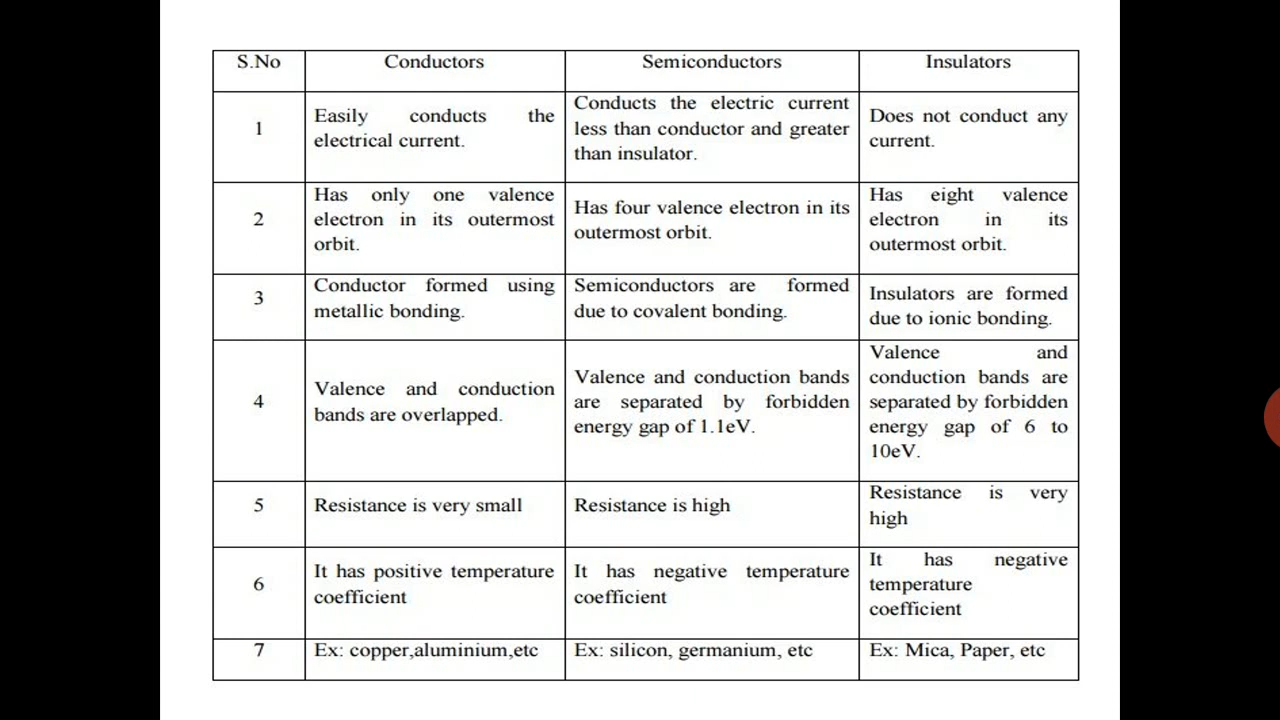 S.No Conductors Semiconductors Insulators
1
Easily conducts the
electrical current.
Conducts the electric current
less than conductor and greater
than insulator.
Does not conduct any
current.
2
Has only one valence
electron in its outermost
orbit.
Has four valence electron in its
outermost orbit.
Has eight valence
electron in its
outermost orbit.
3
Conductor formed using
metallic bonding.
Semiconductors are formed
due to covalent bonding.
Insulators are formed
due to ionic bonding.
4
Valence and conduction
bands are overlapped.
Valence and conduction bands
are separated by forbidden
energy gap of 1.1eV.
Valence and
conduction bands are
separated by forbidden
energy gap of 6 to
10eV.
5
Resistance is very small
Resistance is high
Resistance is very
high
6
It has positive temperature
coefficient
It has negative temperature
coefficient
It has negative
temperature
coefficient
7
Ex: copper,aluminium,etc
Ex: silicon, germanium, etc
Ex: Mica, Paper, etc